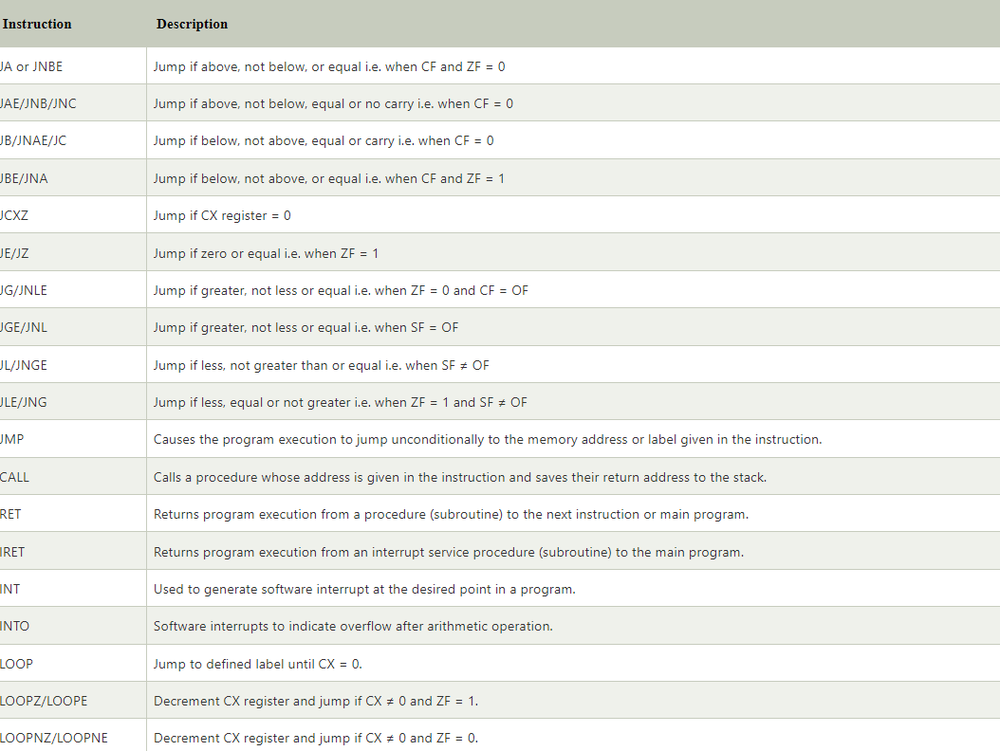 Instruction Description
JA or JNBE Jump if above, not below, or equal i.e. when CF and ZF = 0
JAE/JNB/JNC Jump if above, not below, equal or no carry i.e. when CF = 0
JB/JNAE/JC Jump if below, not above, equal or carry i.e. when CF = 0
JBE/JNA Jump if below, not above, or equal i.e. when CF and ZF = 1
JCXZ Jump if CX register = 0
JE/JZ Jump if zero or equal i.e. when ZF = 1
JG/JNLE Jump if greater, not less or equal i.e. when ZF = 0 and CF = OF
JGE/JNL Jump if greater, not less or equal i.e. when SF = OF
JL/JNGE Jump if less, not greater than or equal i.e. when SF ≠ OF
JLE/JNG Jump if less, equal or not greater i.e. when ZF = 1 and SF ≠ OF
JMP Causes the program execution to jump unconditionally to the memory address or label given in the instruction.
CALL Calls a procedure whose address is given in the instruction and saves their return address to the stack.
RET Returns program execution from a procedure (subroutine) to the next instruction or main program.
IRET Returns program execution from an interrupt service procedure (subroutine) to the main program.
INT Used to generate software interrupt at the desired point in a program.
INTO Software interrupts to indicate overflow after arithmetic operation.
LOOP Jump to defined label until CX = 0.
LOOPZ/LOOPE Decrement CX register and jump if CX ≠ 0 and ZF = 1.
LOOPNZ/LOOPNE Decrement CX register and jump if CX ≠ 0 and ZF = 0.